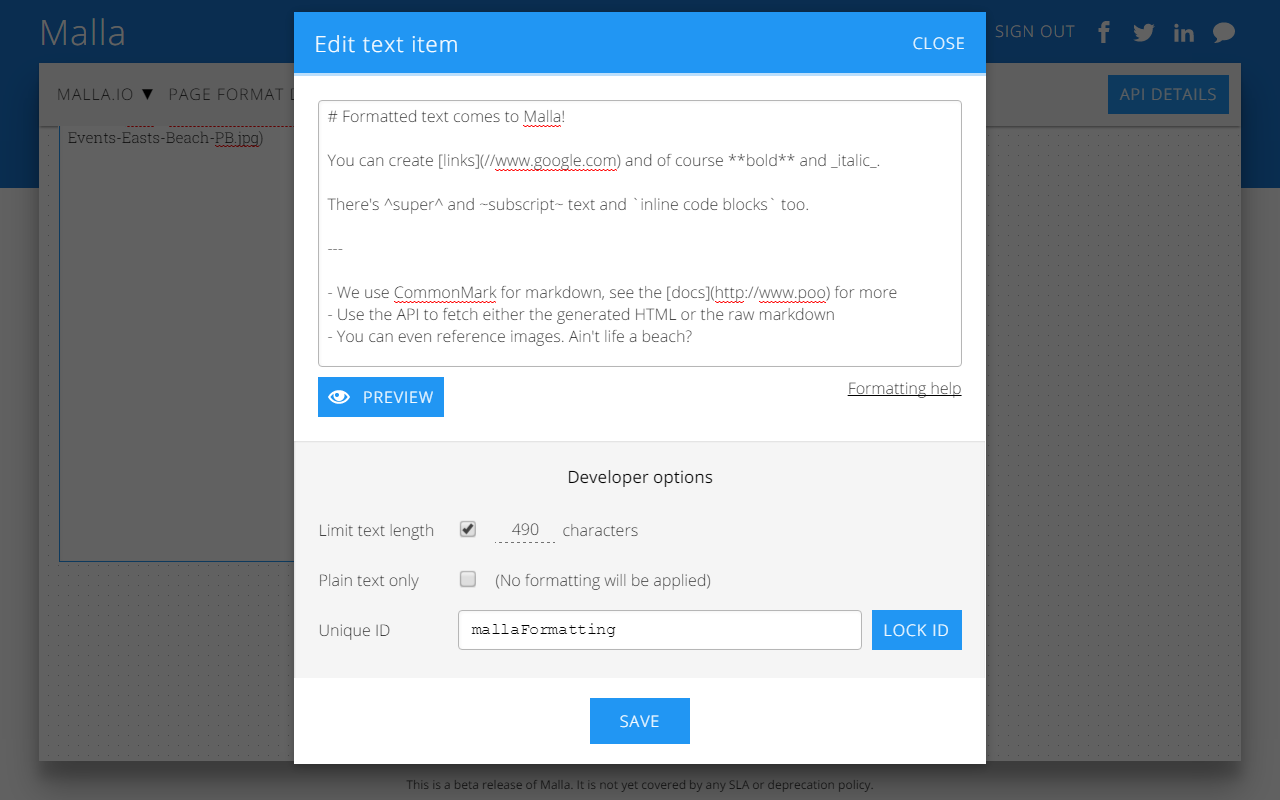 Malla
Edit text item
CLOSE
SIGN OUT
MALLA.IO ▼ PAGE FORMAT
API DETAILS
Events-Easts-Beach-PB.jpg)
# Formatted text comes to Malla!
You can create [links](//www.google.com) and of course **bold** and _italic_.
There's ^super^ and ~subscript~ text and `inline code blocks` too.
---
- We use CommonMark for markdown, see the [docs](http://www.poo) for more
- Use the API to fetch either the generated HTML or the raw markdown
- You can even reference images. Ain't life a beach?
PREVIEW
Formatting help
Developer options
Limit text length 490 characters
Plain text only (No formatting will be applied)
Unique ID mallaFormatting LOCK ID
SAVE
This is a beta release of Malla. It is not yet covered by any SLA or deprecation policy.